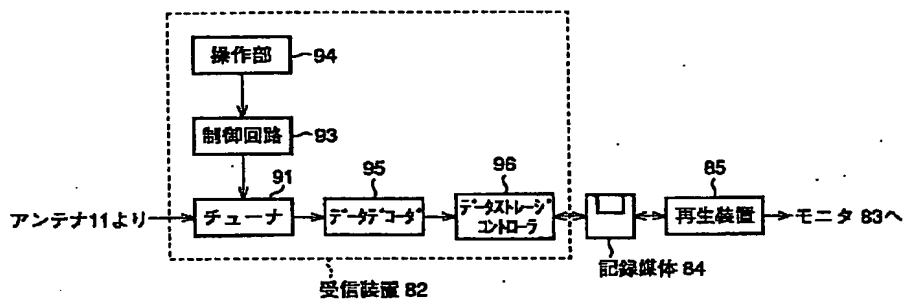 操作部 94
制御回路 93
91 95 96 85
アンテナ11より チューナ データデコーダ データストレージ
コントローラ 再生装置 モニタ 83へ
記録媒体 84
受信装置 82